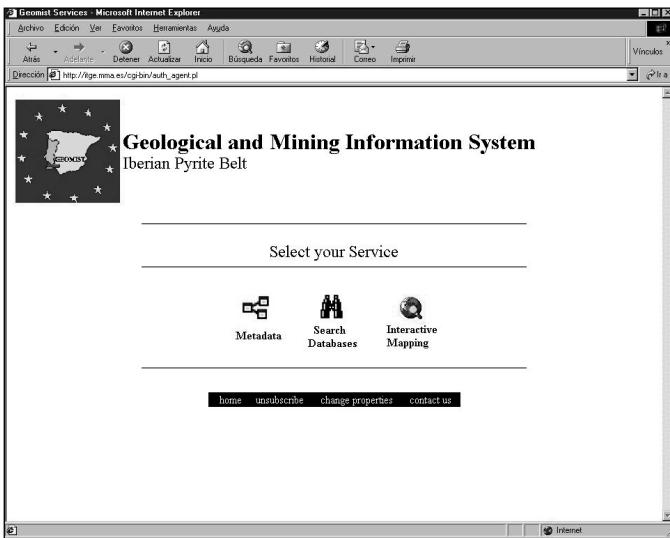 Geomist Services - Microsoft Internet Explorer
Archivo Edición Ver Favoritos Herramientas Ayuda
Atrás Adelante Detener Actualizar Inicio Búsqueda Favoritos Historial Correo Imprimir Vínculos
Dirección http://itge.mma.es/cgi-bin/auth_agent.pl Ir a
GEOMIST
Geological and Mining Information System
Iberian Pyrite Belt
Select your Service
Metadata
Search
Databases
Interactive
Mapping
home unsubscribe change properties contact us
Internet